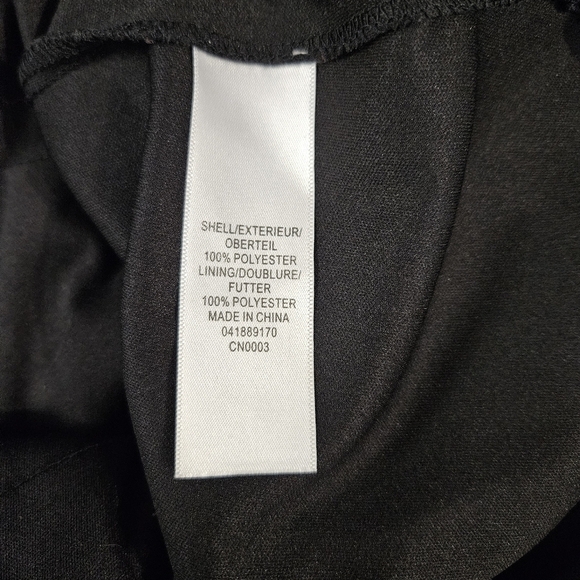 SHELL/EXTERIEUR/
OBERTEIL
100% POLYESTER
LINING/DOUBLURE/
FUTTER
100% POLYESTER
MADE IN CHINA
041889170
CN0003